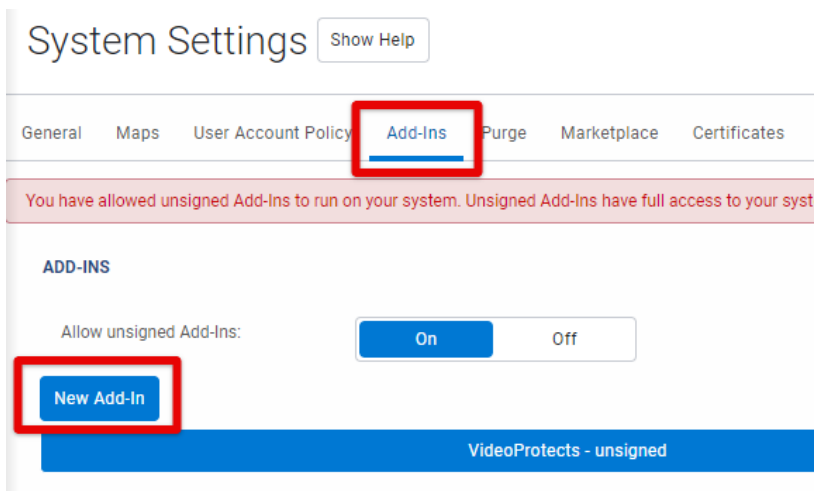 System Settings Show Help
General Maps User Account Policy Add-Ins Purge Marketplace Certificates
You have allowed unsigned Add-Ins to run on your system. Unsigned Add-Ins have full access to your syst
ADD-INS
Allow unsigned Add-Ins: On Off
New Add-In
VideoProtects - unsigned